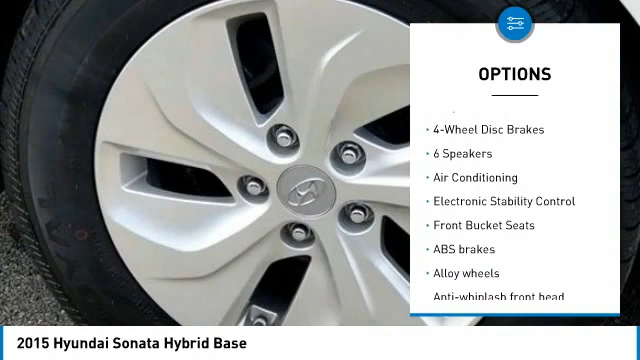 OPTIONS
· 4-Wheel Disc Brakes
· 6 Speakers
· Air Conditioning
· Electronic Stability Control
· Front Bucket Seats
· ABS brakes
· Alloy wheels
Anti-whiplash front head
2015 Hyundai Sonata Hybrid Base